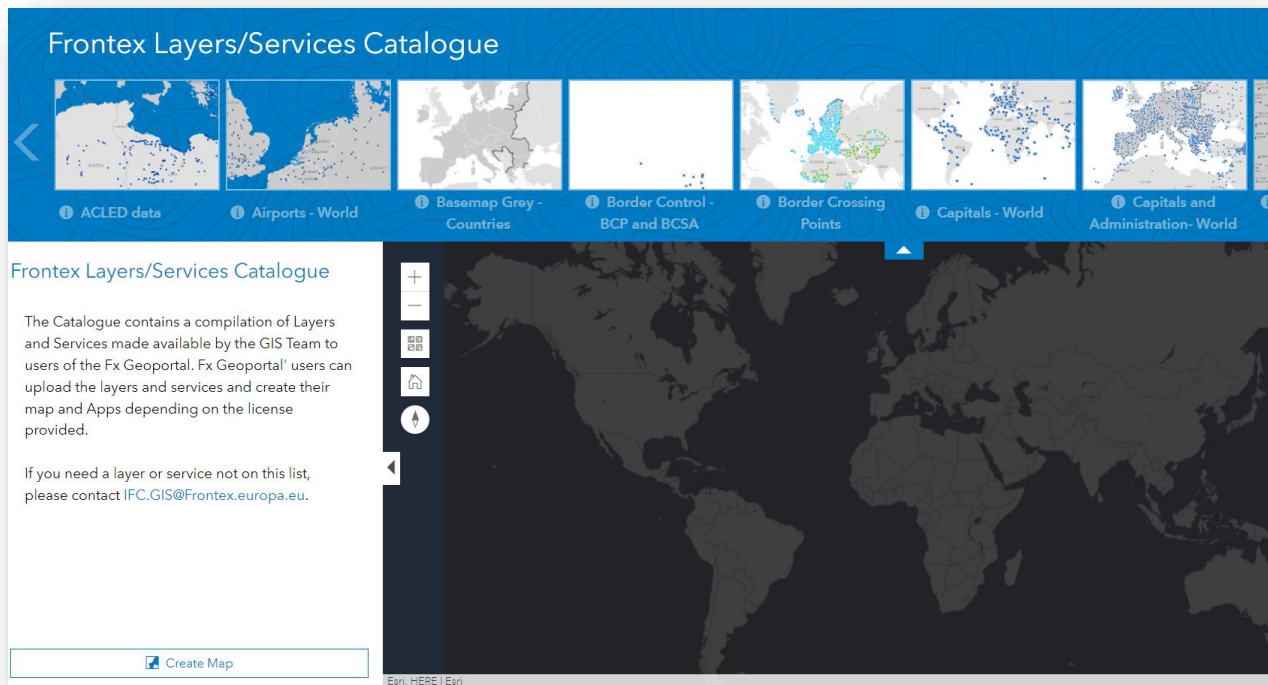 Frontex Layers/Services Catalogue
ACLED data
Airports - World
Basemap Grey -
Countries
Border Control -
BCP and BCSA
Border Crossing
Points
Capitals - World
Capitals and
Administration- World
Frontex Layers/Services Catalogue
The Catalogue contains a compilation of Layers
and Services made available by the GIS Team to
users of the Fx Geoportal. Fx Geoportal' users can
upload the layers and services and create their
map and Apps depending on the license
provided.
If you need a layer or service not on this list,
please contact IFC.GIS@Frontex.europa.eu.
Create Map
Esri, HERE | Esri